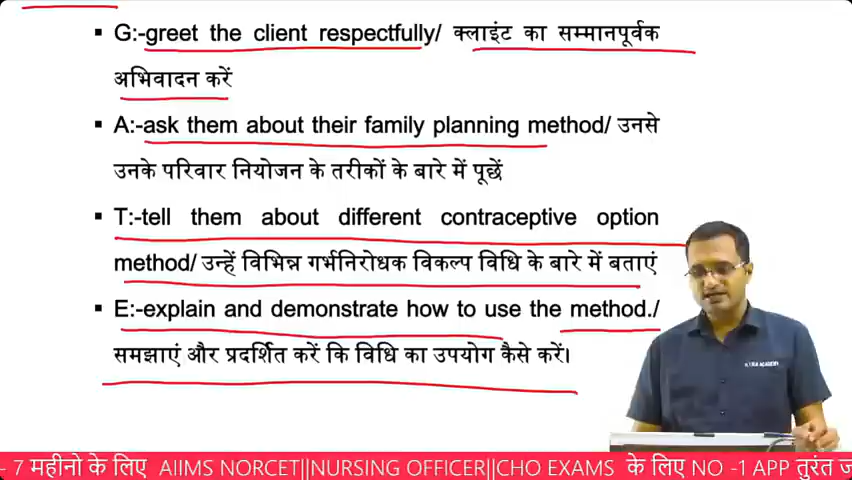 ▪ G:-greet the client respectfully/ क्लाइंट का सम्मानपूर्वक
अभिवादन करें
▪ A:-ask them about their family planning method/ उनसे
उनके परिवार नियोजन के तरीकों के बारे में पूछें
▪ T:-tell them about different contraceptive option
method/ उन्हें विभिन्न गर्भनिरोधक विकल्प विधि के बारे में बताएं
▪ E:-explain and demonstrate how to use the method./
समझाएं और प्रदर्शित करें कि विधि का उपयोग कैसे करें।
ACADEMY
- 7 महीनो के लिए AIIMS NORCET||NURSING OFFICER||CHO EXAMS के लिए NO -1 APP तुरंत ज